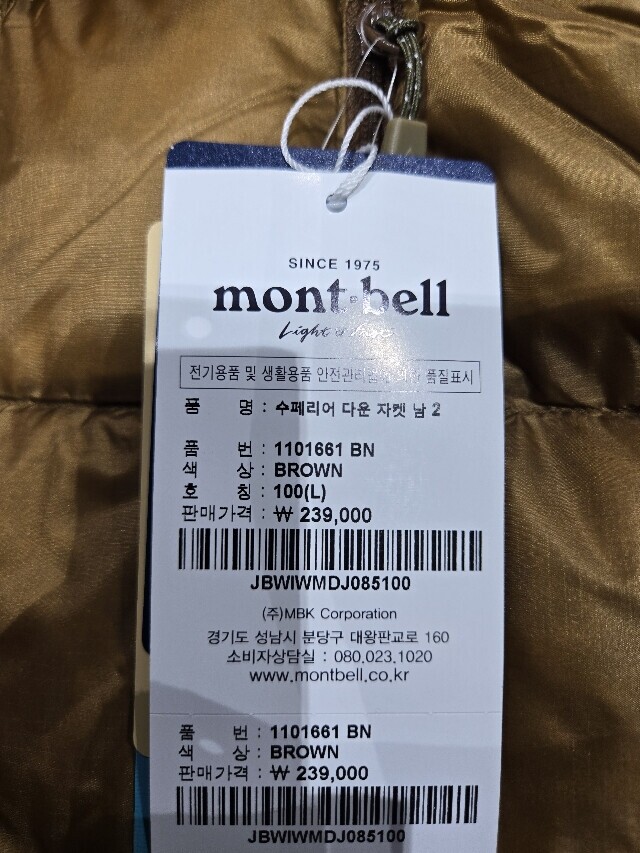 SINCE 1975
mont·bell
Light &
전기용품 및 생활용품 안전관리 품질표시
품 명 : 수페리어 다운 자켓 남 2
품 번 : 1101661 BN
색 상 : BROWN
호 칭 : 100(L)
판매가격 : ₩ 239,000
JBWIWMDJ085100
(주)MBK Corporation
경기도 성남시 분당구 대왕판교로 160
소비자상담실 : 080.023.1020
www.montbell.co.kr
품 번 : 1101661 BN
색 상 : BROWN
판매가격 : ₩ 239,000
JBWIWMDJ085100